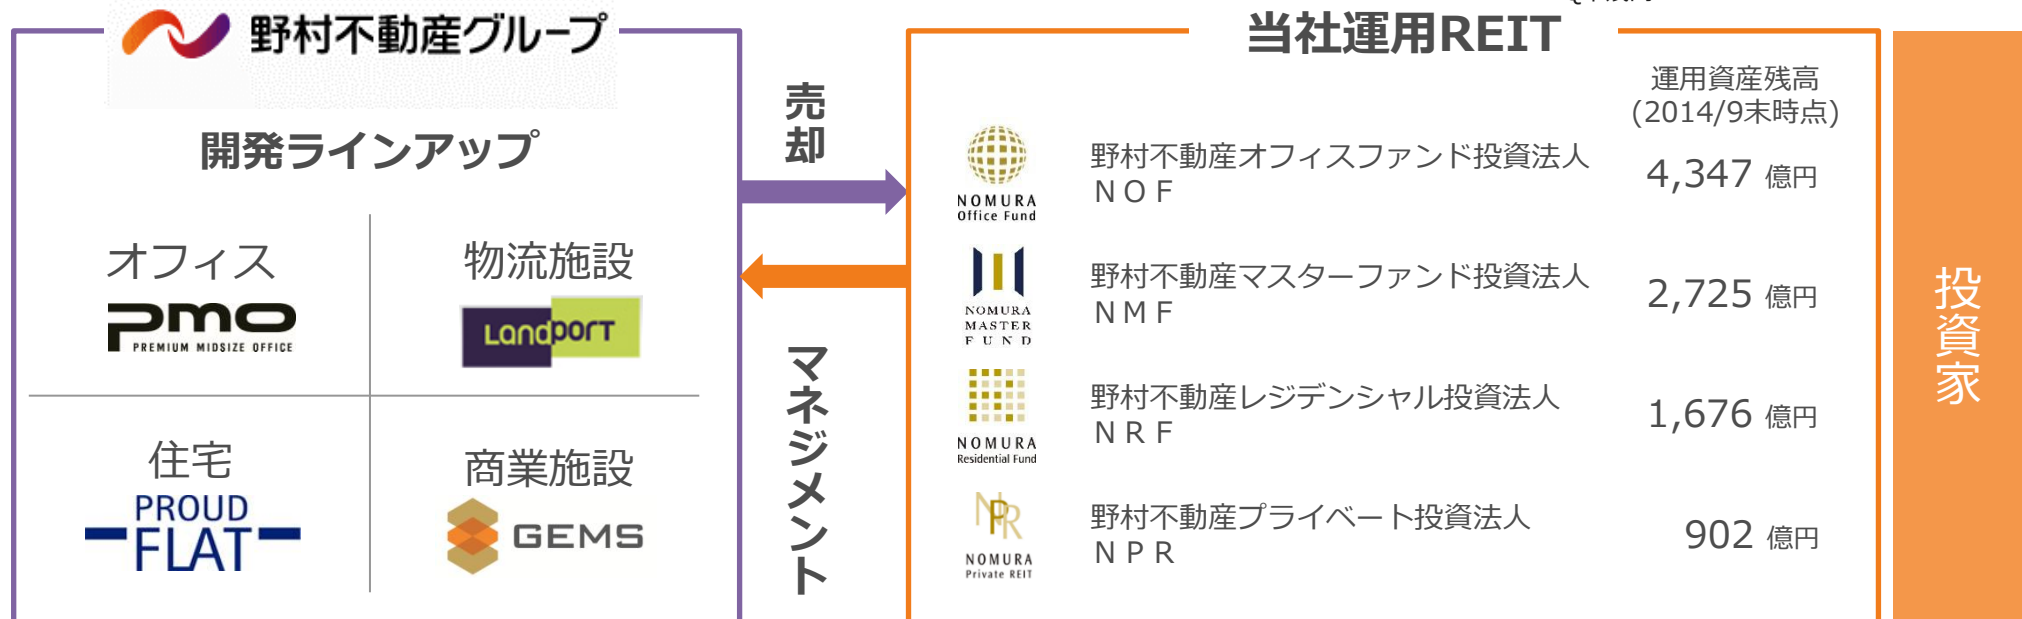 野村不動産グループ
開発ラインアップ
オフィス
pmo
PREMIUM MIDSIZE OFFICE
物流施設
Landport
住宅
PROUD
FLAT
商業施設
GEMS
売却
マネジメント
当社運用REIT
運用資産残高
(2014/9末時点)
NOMURA
Office Fund
野村不動産オフィスファンド投資法人
ＮＯＦ
4,347 億円
NOMURA
MASTER
FUND
野村不動産マスターファンド投資法人
ＮＭＦ
2,725 億円
NOMURA
Residential Fund
野村不動産レジデンシャル投資法人
ＮＲＦ
1,676 億円
NPR
NOMURA
Private REIT
野村不動産プライベート投資法人
ＮＰＲ
902 億円
投資家